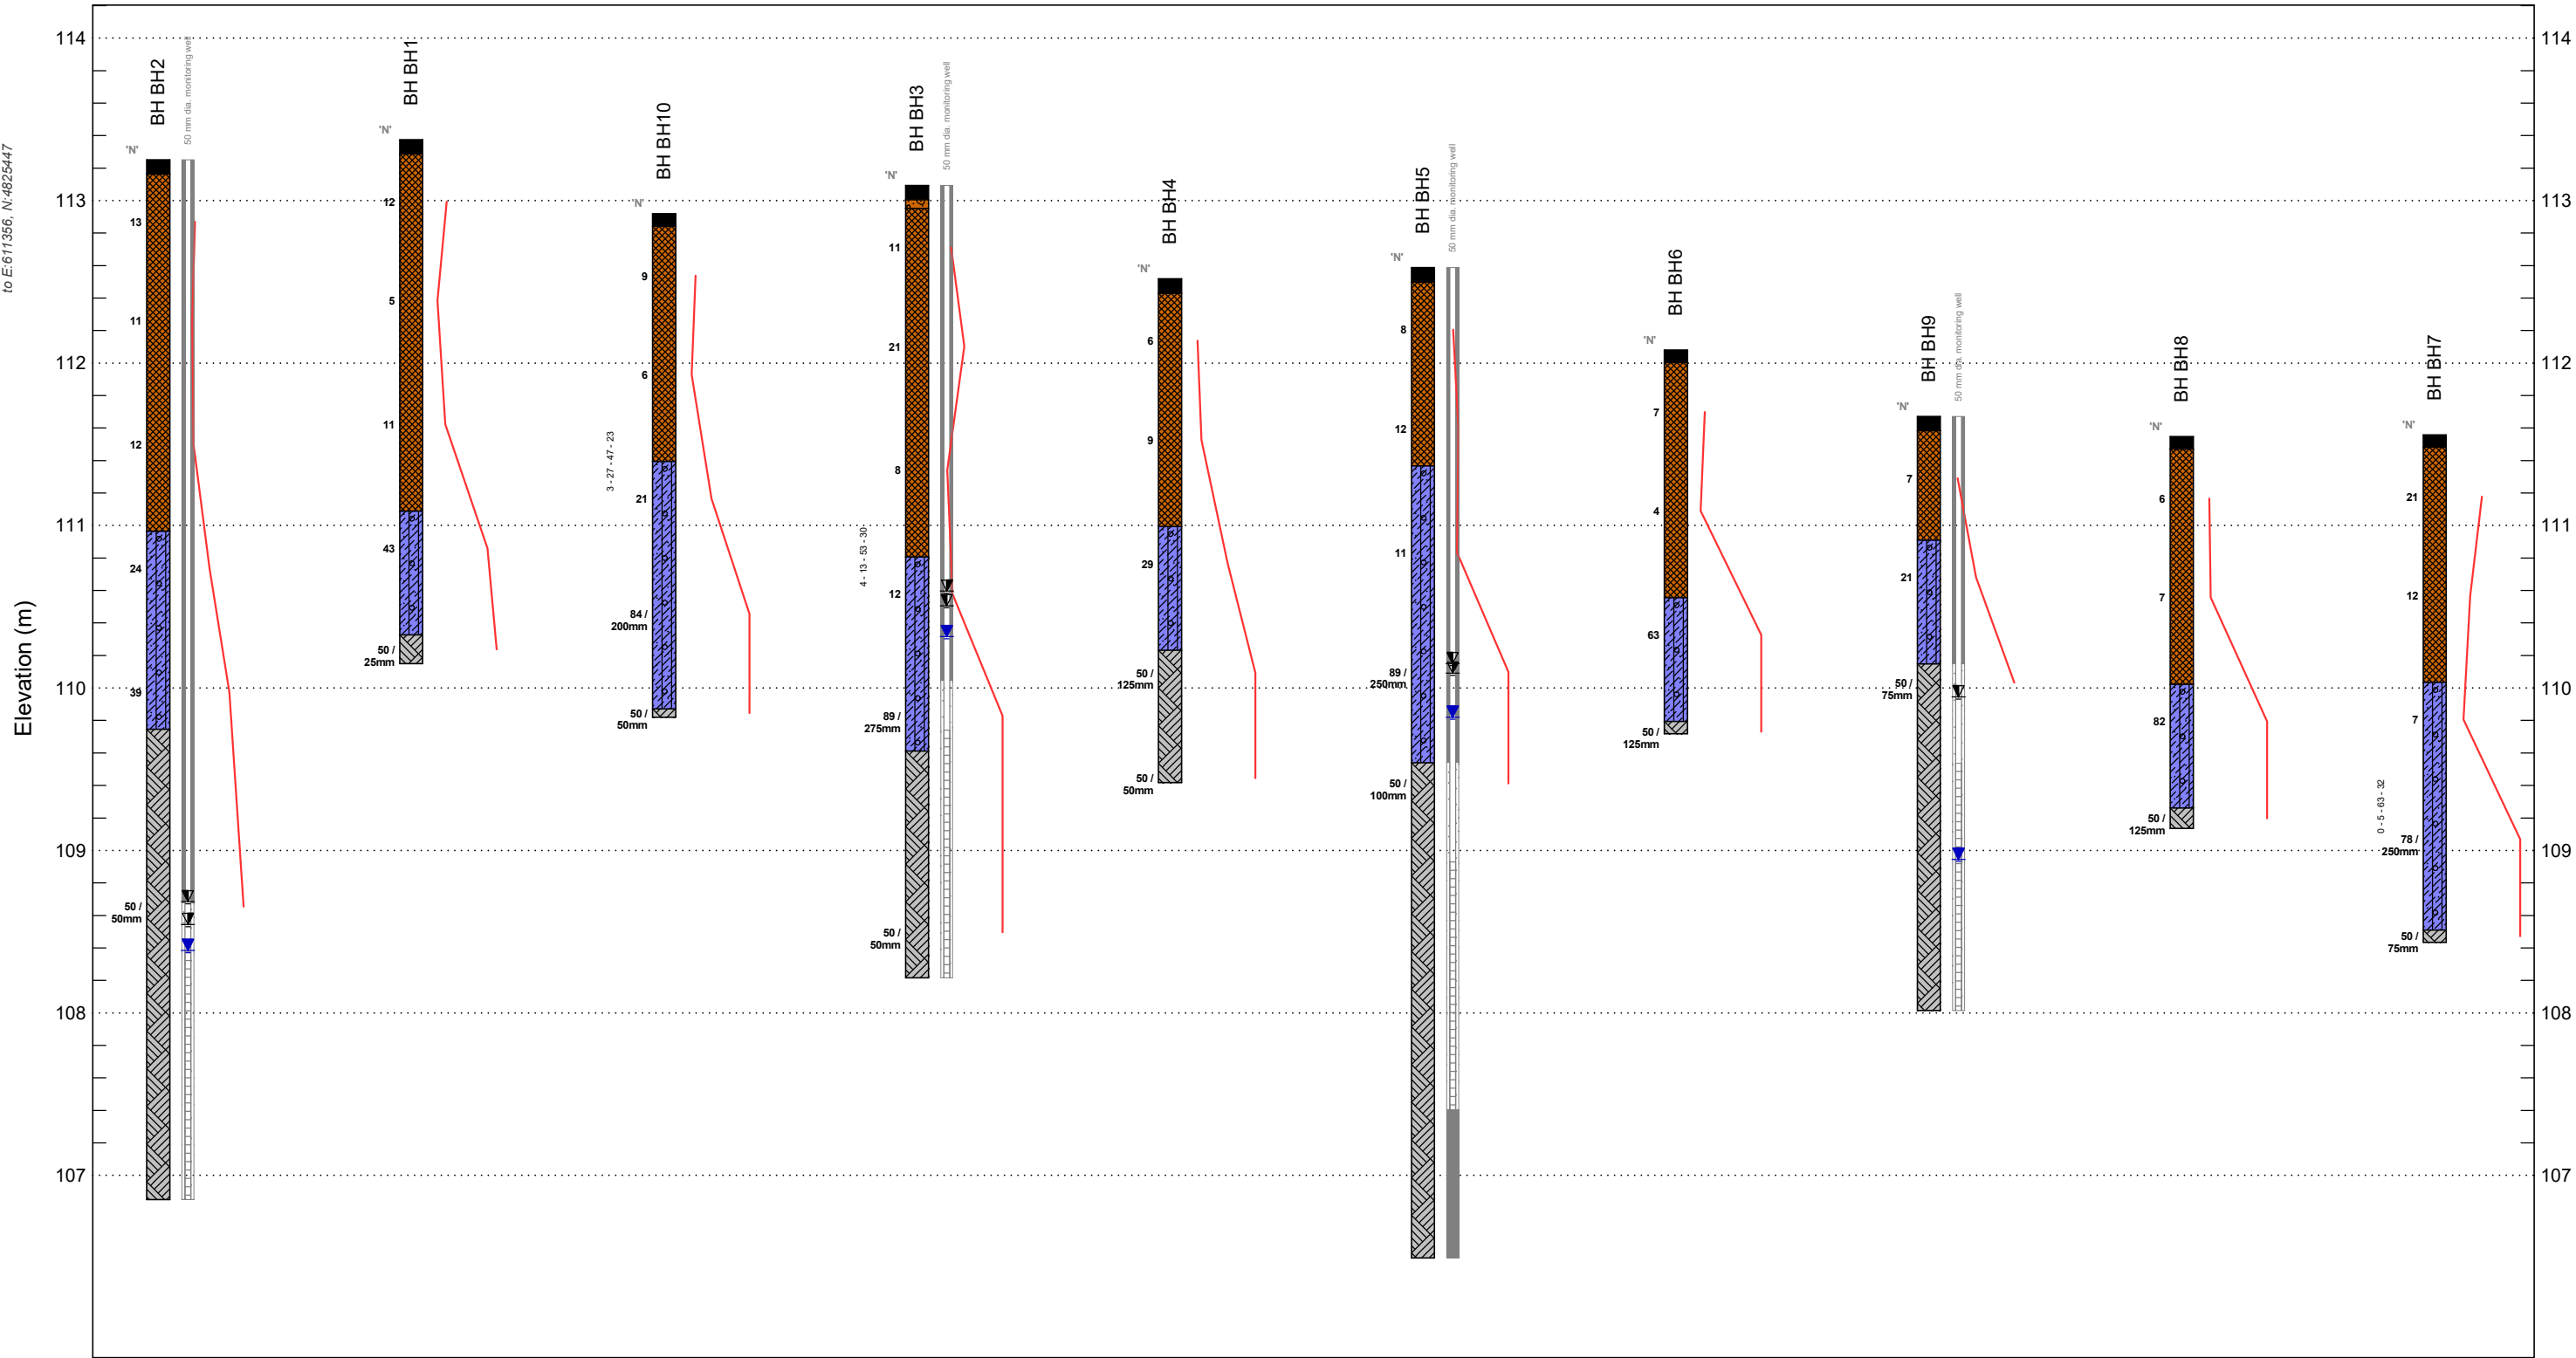 to E:611356, N:4825447
Elevation (m)
114
113
112
111
110
109
108
107
BH BH2
50 mm dia. monitoring well
'N'
13
11
12
24
39
50 /
50mm
BH BH1
'N'
12
5
11
43
50 /
25mm
BH BH10
'N'
9
6
3 - 27 - 47 - 23
21
84 /
200mm
50 /
50mm
BH BH3
50 mm dia. monitoring well
'N'
11
21
8
4 - 13 - 53 - 30
12
89 /
275mm
50 /
50mm
BH BH4
'N'
6
9
29
50 /
125mm
50 /
50mm
BH BH5
50 mm dia. monitoring well
'N'
8
12
11
89 /
250mm
50 /
100mm
BH BH6
'N'
7
4
63
50 /
125mm
BH BH9
50 mm dia. monitoring well
'N'
7
21
50 /
75mm
BH BH8
'N'
6
7
82
50 /
125mm
BH BH7
'N'
21
12
7
0 - 5 - 63 - 32
78 /
250mm
50 /
75mm
114
113
112
111
110
109
108
107